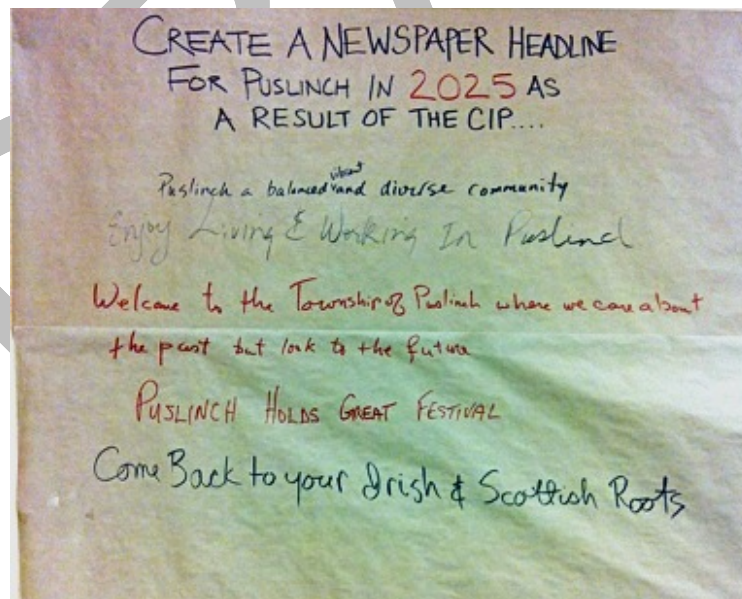 CREATE A NEWSPAPER HEADLINE
FOR PUSLINCH IN 2025 AS
A RESULT OF THE CIP....
Puslinch a balanced vibrant and diverse community
Enjoy Living & Working In Puslinch
Welcome to the Township of Puslinch where we care about
the past but look to the future
PUSLINCH HOLDS GREAT FESTIVAL
Come Back to your Irish & Scottish Roots